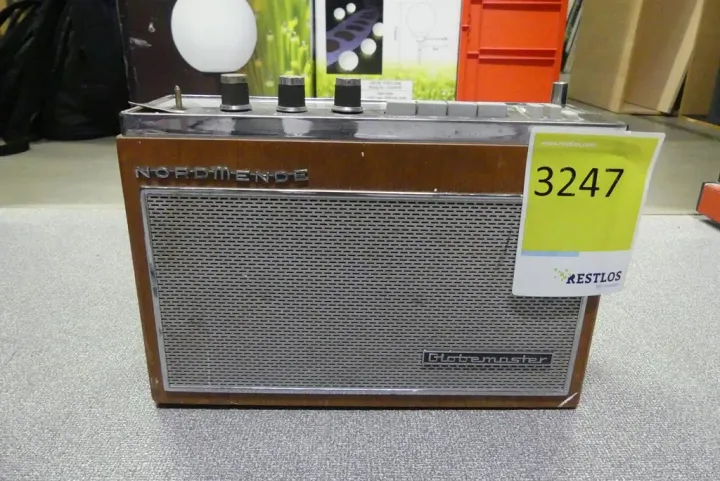 NORDMENDE
3247
RESTLOS
Globemaster